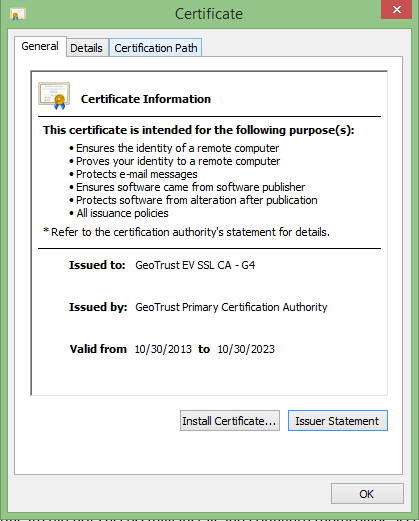 Certificate
General Details Certification Path
Certificate Information
This certificate is intended for the following purpose(s):
• Ensures the identity of a remote computer
• Proves your identity to a remote computer
• Protects e-mail messages
• Ensures software came from software publisher
• Protects software from alteration after publication
• All issuance policies
* Refer to the certification authority's statement for details.
Issued to: GeoTrust EV SSL CA - G4
Issued by: GeoTrust Primary Certification Authority
Valid from 10/30/2013 to 10/30/2023
Install Certificate... Issuer Statement
OK